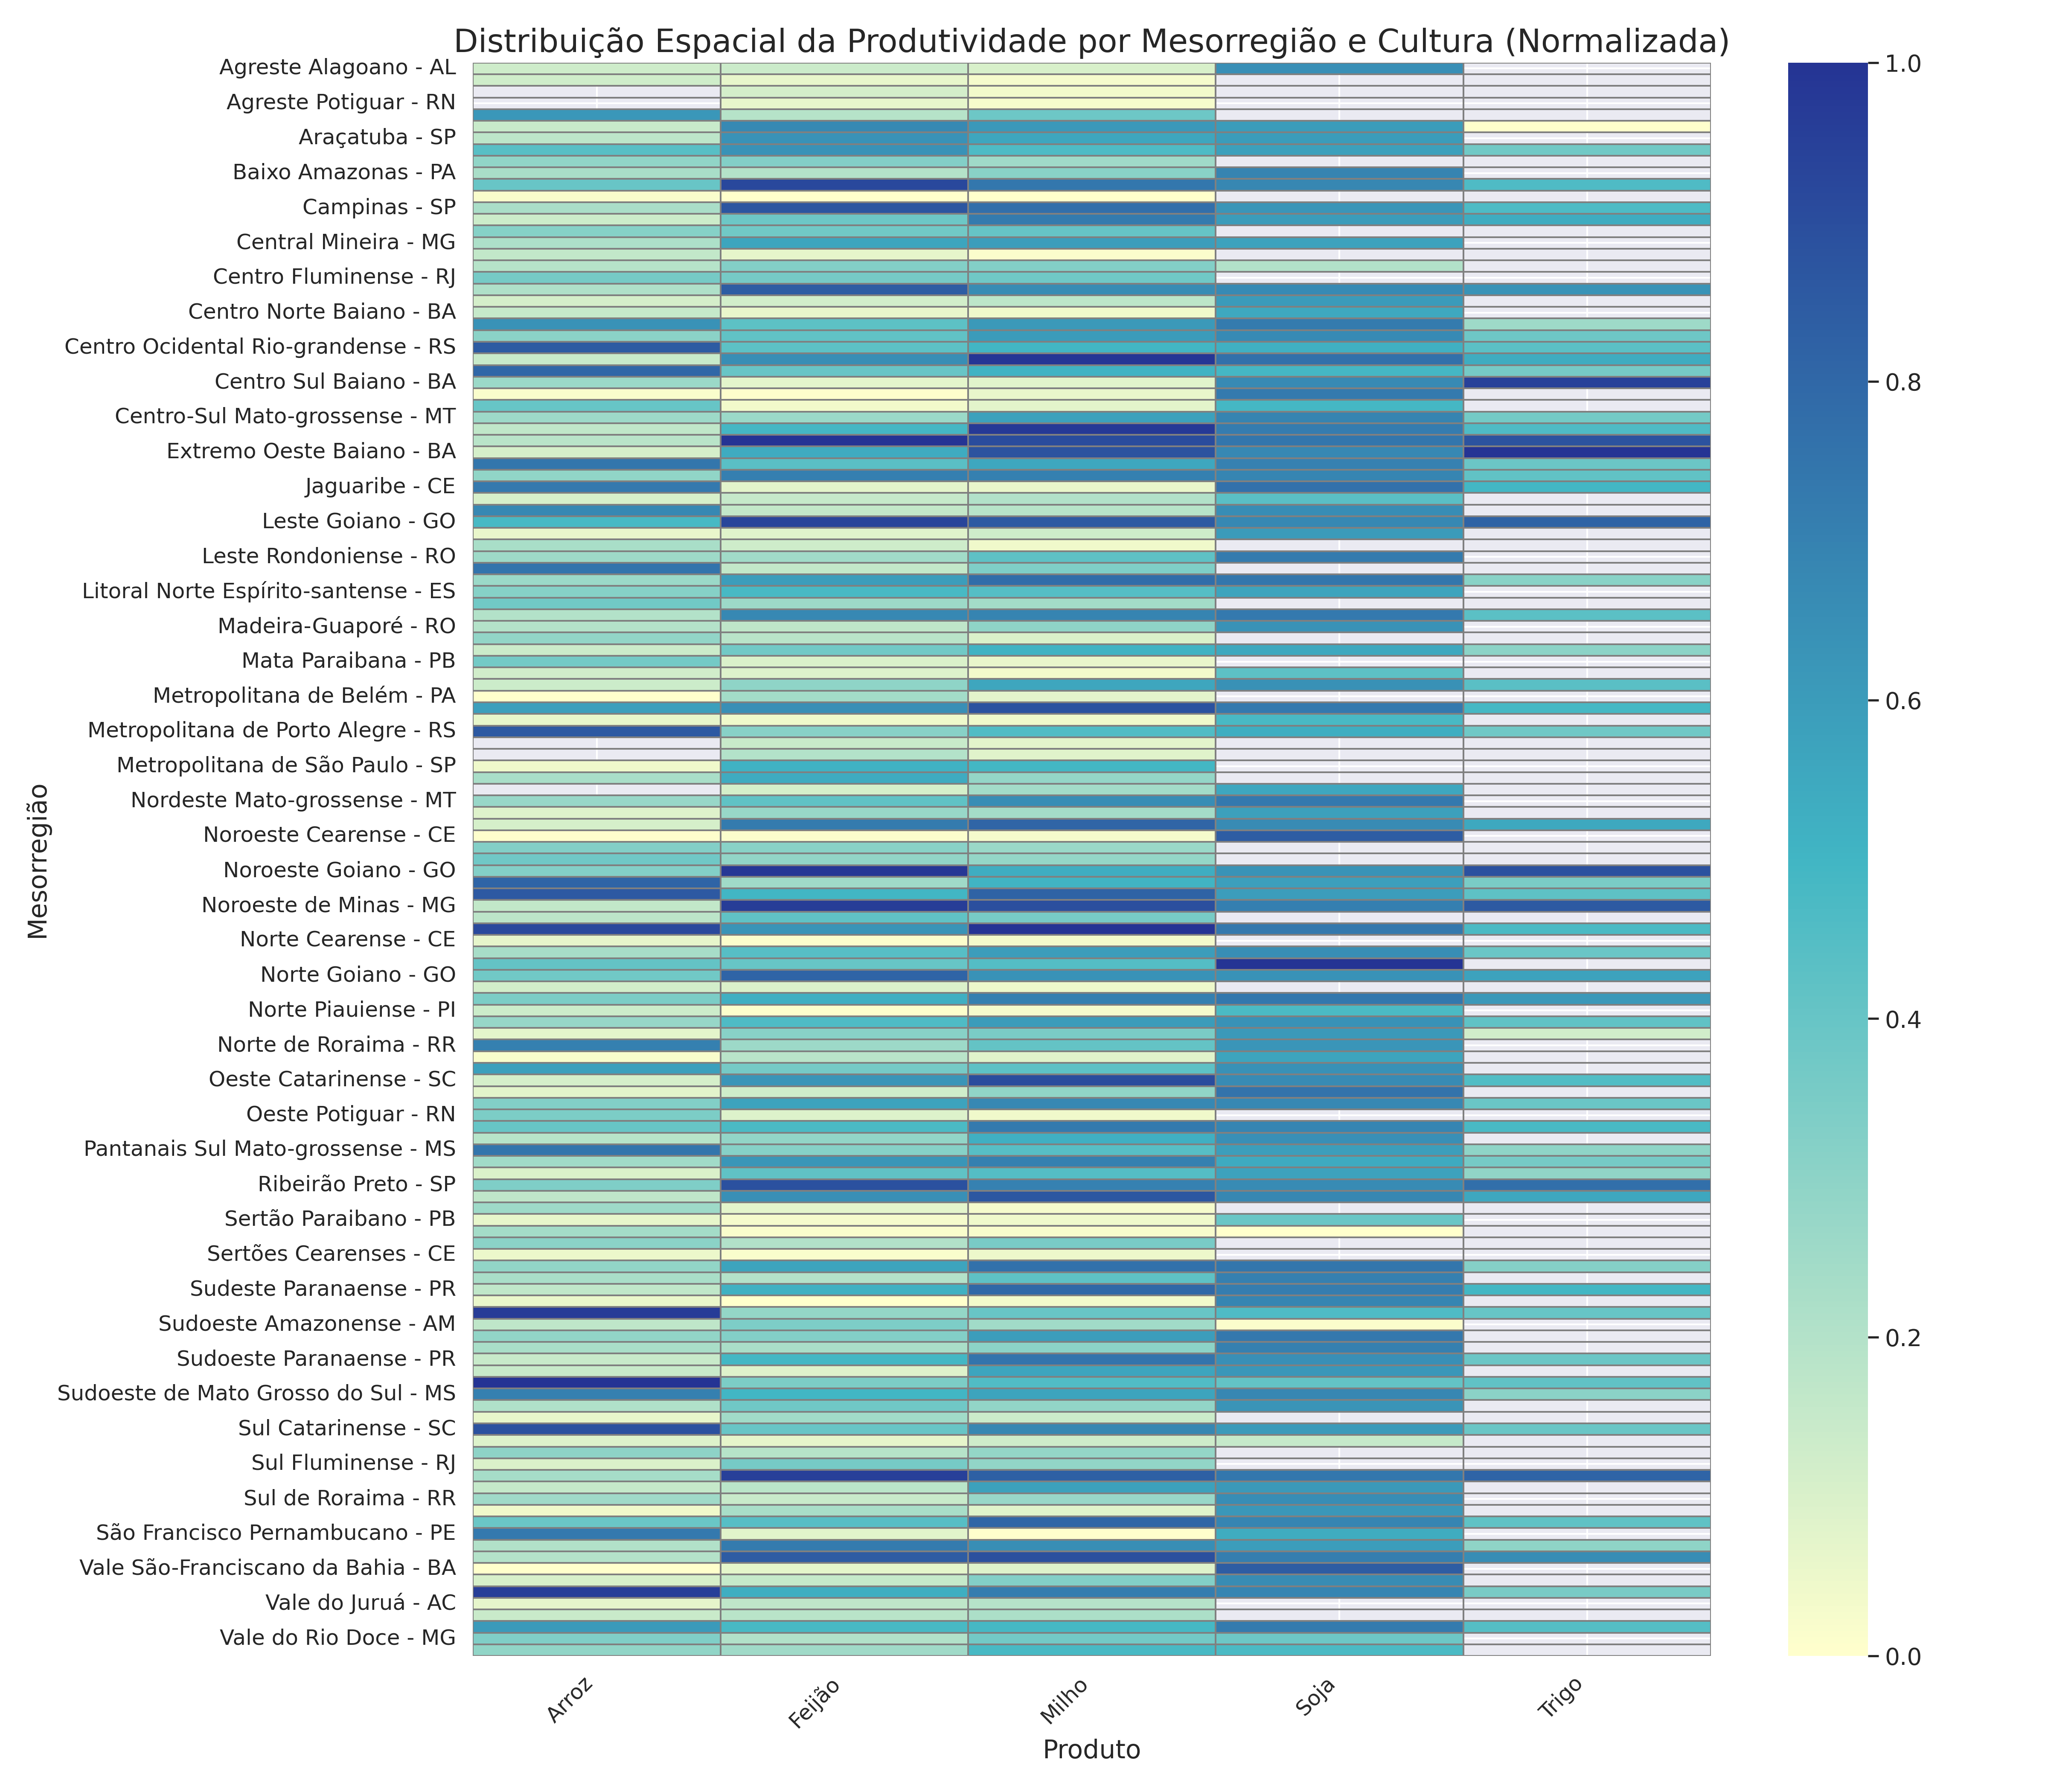 Distribuição Espacial da Produtividade por Mesorregião e Cultura (Normalizada)
Mesorregião
Agreste Alagoano - AL
Agreste Potiguar - RN
Araçatuba - SP
Baixo Amazonas - PA
Campinas - SP
Central Mineira - MG
Centro Fluminense - RJ
Centro Norte Baiano - BA
Centro Ocidental Rio-grandense - RS
Centro Sul Baiano - BA
Centro-Sul Mato-grossense - MT
Extremo Oeste Baiano - BA
Jaguaribe - CE
Leste Goiano - GO
Leste Rondoniense - RO
Litoral Norte Espírito-santense - ES
Madeira-Guaporé - RO
Mata Paraibana - PB
Metropolitana de Belém - PA
Metropolitana de Porto Alegre - RS
Metropolitana de São Paulo - SP
Nordeste Mato-grossense - MT
Noroeste Cearense - CE
Noroeste Goiano - GO
Noroeste de Minas - MG
Norte Cearense - CE
Norte Goiano - GO
Norte Piauiense - PI
Norte de Roraima - RR
Oeste Catarinense - SC
Oeste Potiguar - RN
Pantanais Sul Mato-grossense - MS
Ribeirão Preto - SP
Sertão Paraibano - PB
Sertões Cearenses - CE
Sudeste Paranaense - PR
Sudoeste Amazonense - AM
Sudoeste Paranaense - PR
Sudoeste de Mato Grosso do Sul - MS
Sul Catarinense - SC
Sul Fluminense - RJ
Sul de Roraima - RR
São Francisco Pernambucano - PE
Vale São-Franciscano da Bahia - BA
Vale do Juruá - AC
Vale do Rio Doce - MG
Arroz
Feijão
Milho
Soja
Trigo
Produto
1.0
0.8
0.6
0.4
0.2
0.0